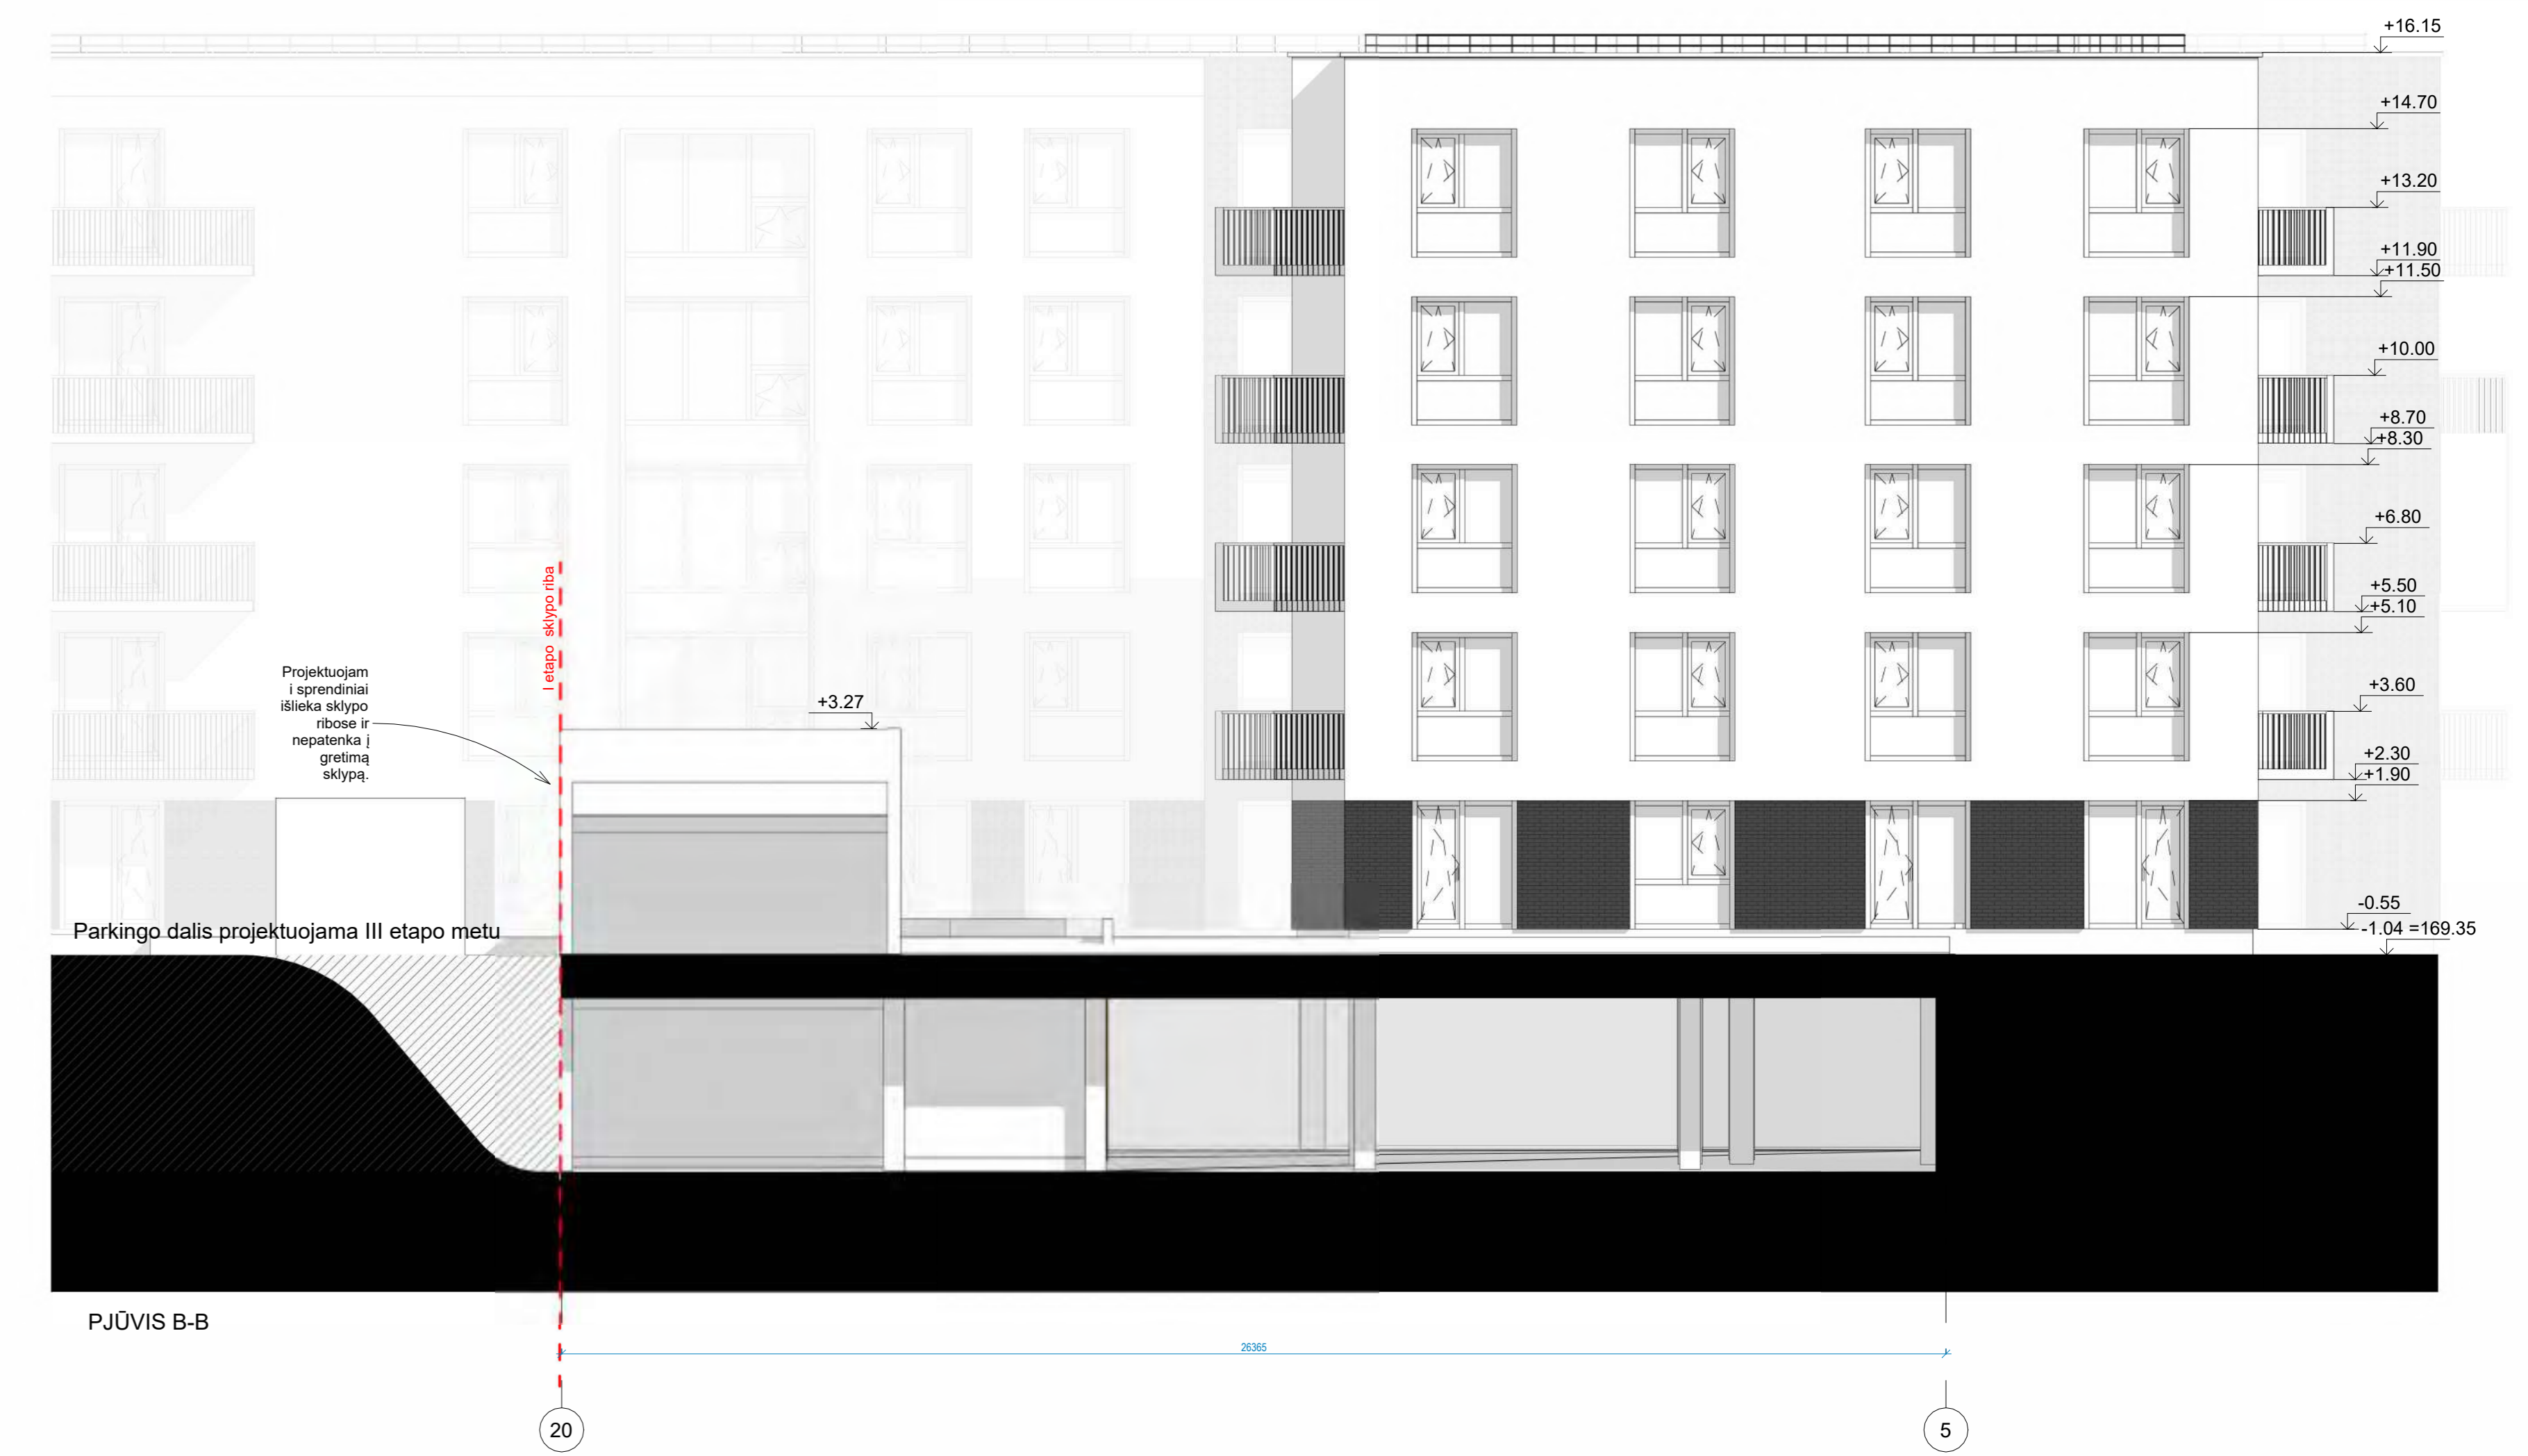 +16.15
+14.70
+13.20
+11.90
+11.50
+10.00
+8.70
+8.30
+6.80
+5.50
+5.10
I etapo sklypo riba
Projektuojam
i sprendiniai
išlieka sklypo
ribose ir
nepatenka į
gretimą
sklypą.
+3.27
+3.60
+2.30
+1.90
-0.55
Parkingo dalis projektuojama III etapo metu
-1.04 =169.35
PJŪVIS B-B
26365
20
5